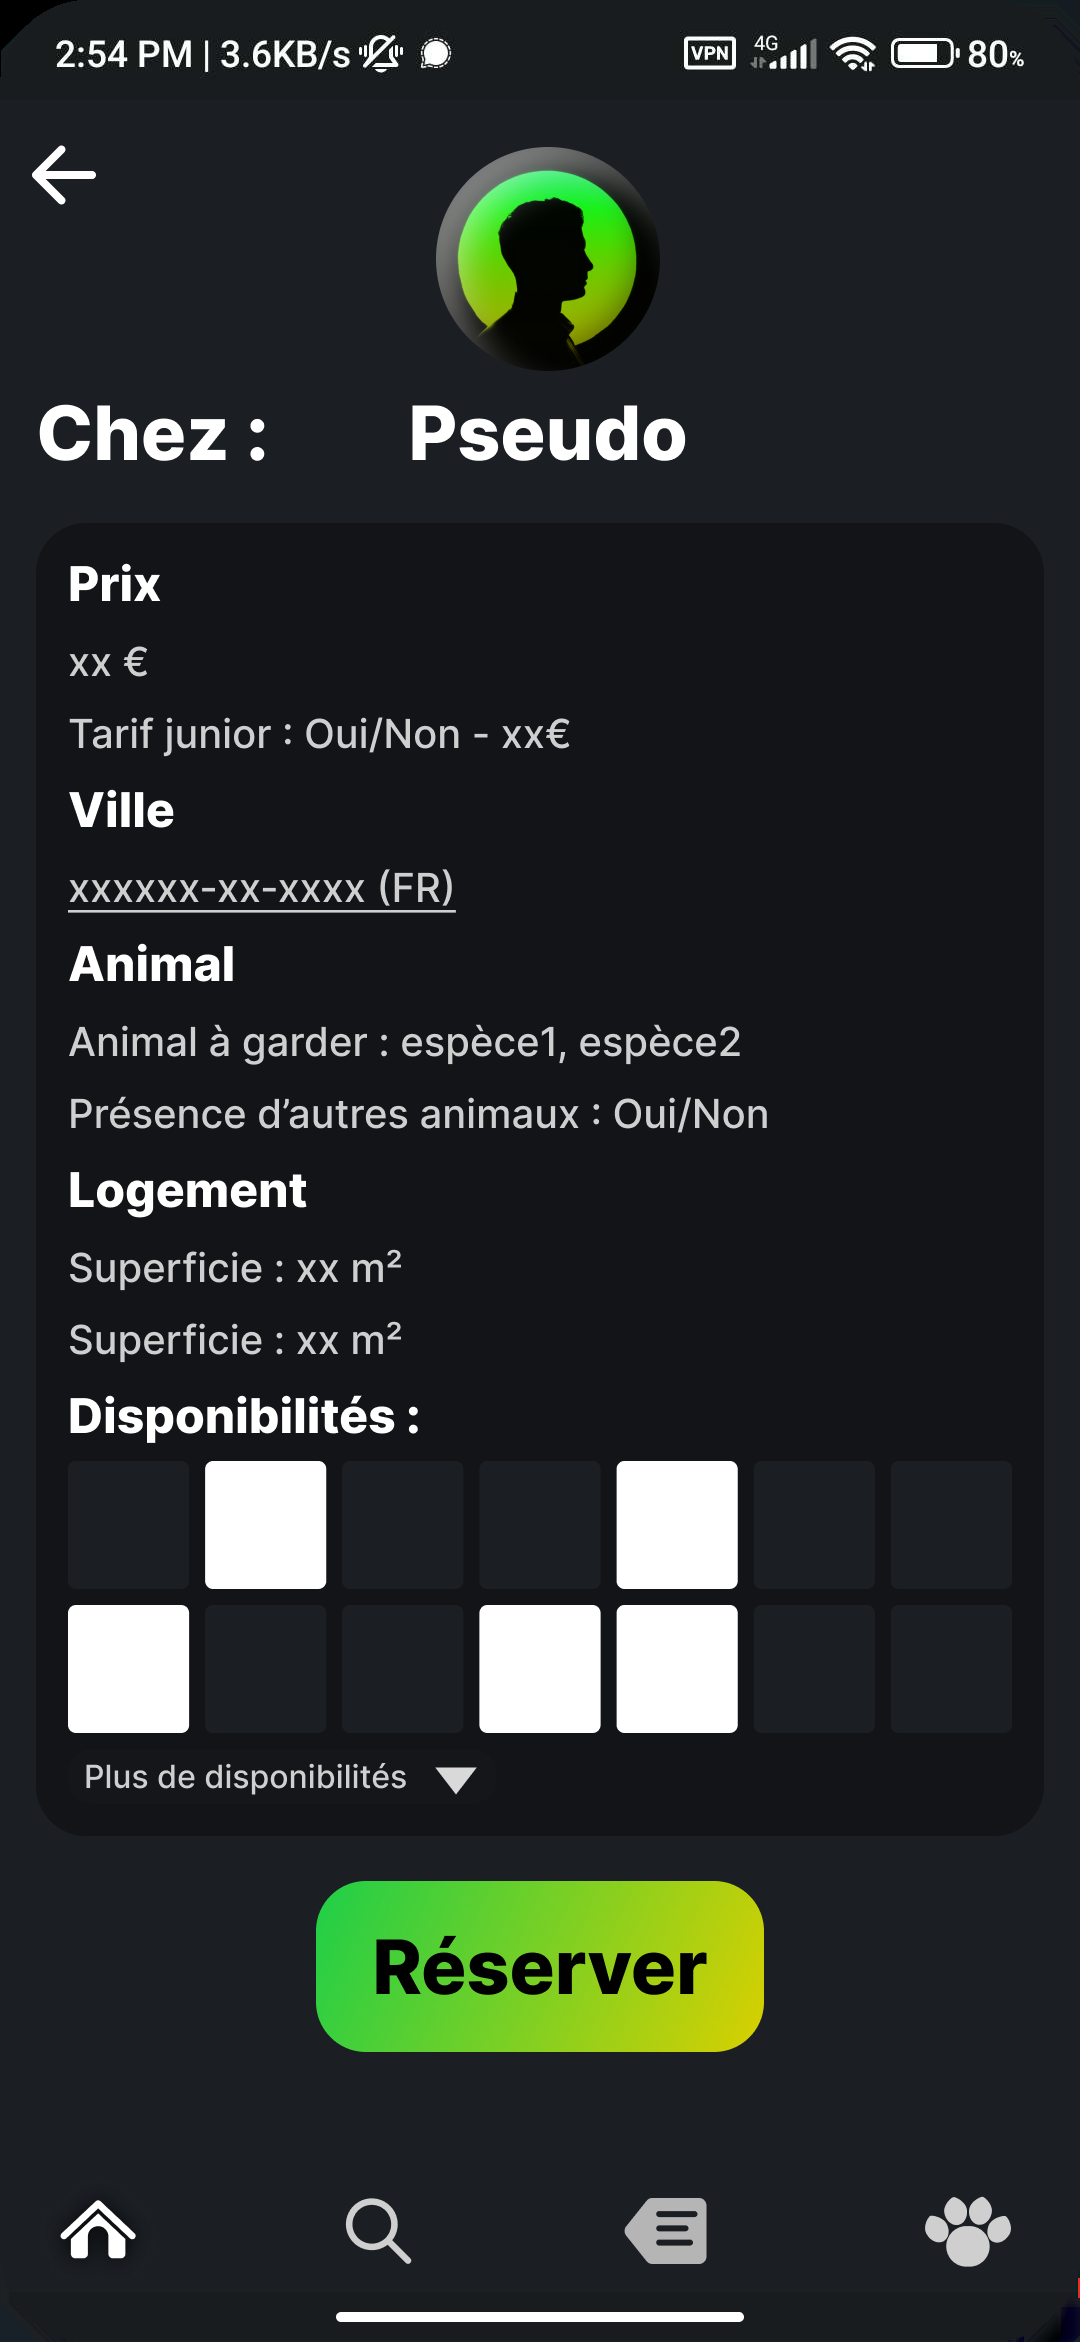 2:54 PM | 3.6KB/s VPN 4G 80%
Chez : Pseudo
Prix
xx €
Tarif junior : Oui/Non - xx€
Ville
xxxxxx-xx-xxxx (FR)
Animal
Animal à garder : espèce1, espèce2
Présence d’autres animaux : Oui/Non
Logement
Superficie : xx m²
Superficie : xx m²
Disponibilités :
Plus de disponibilités
Réserver